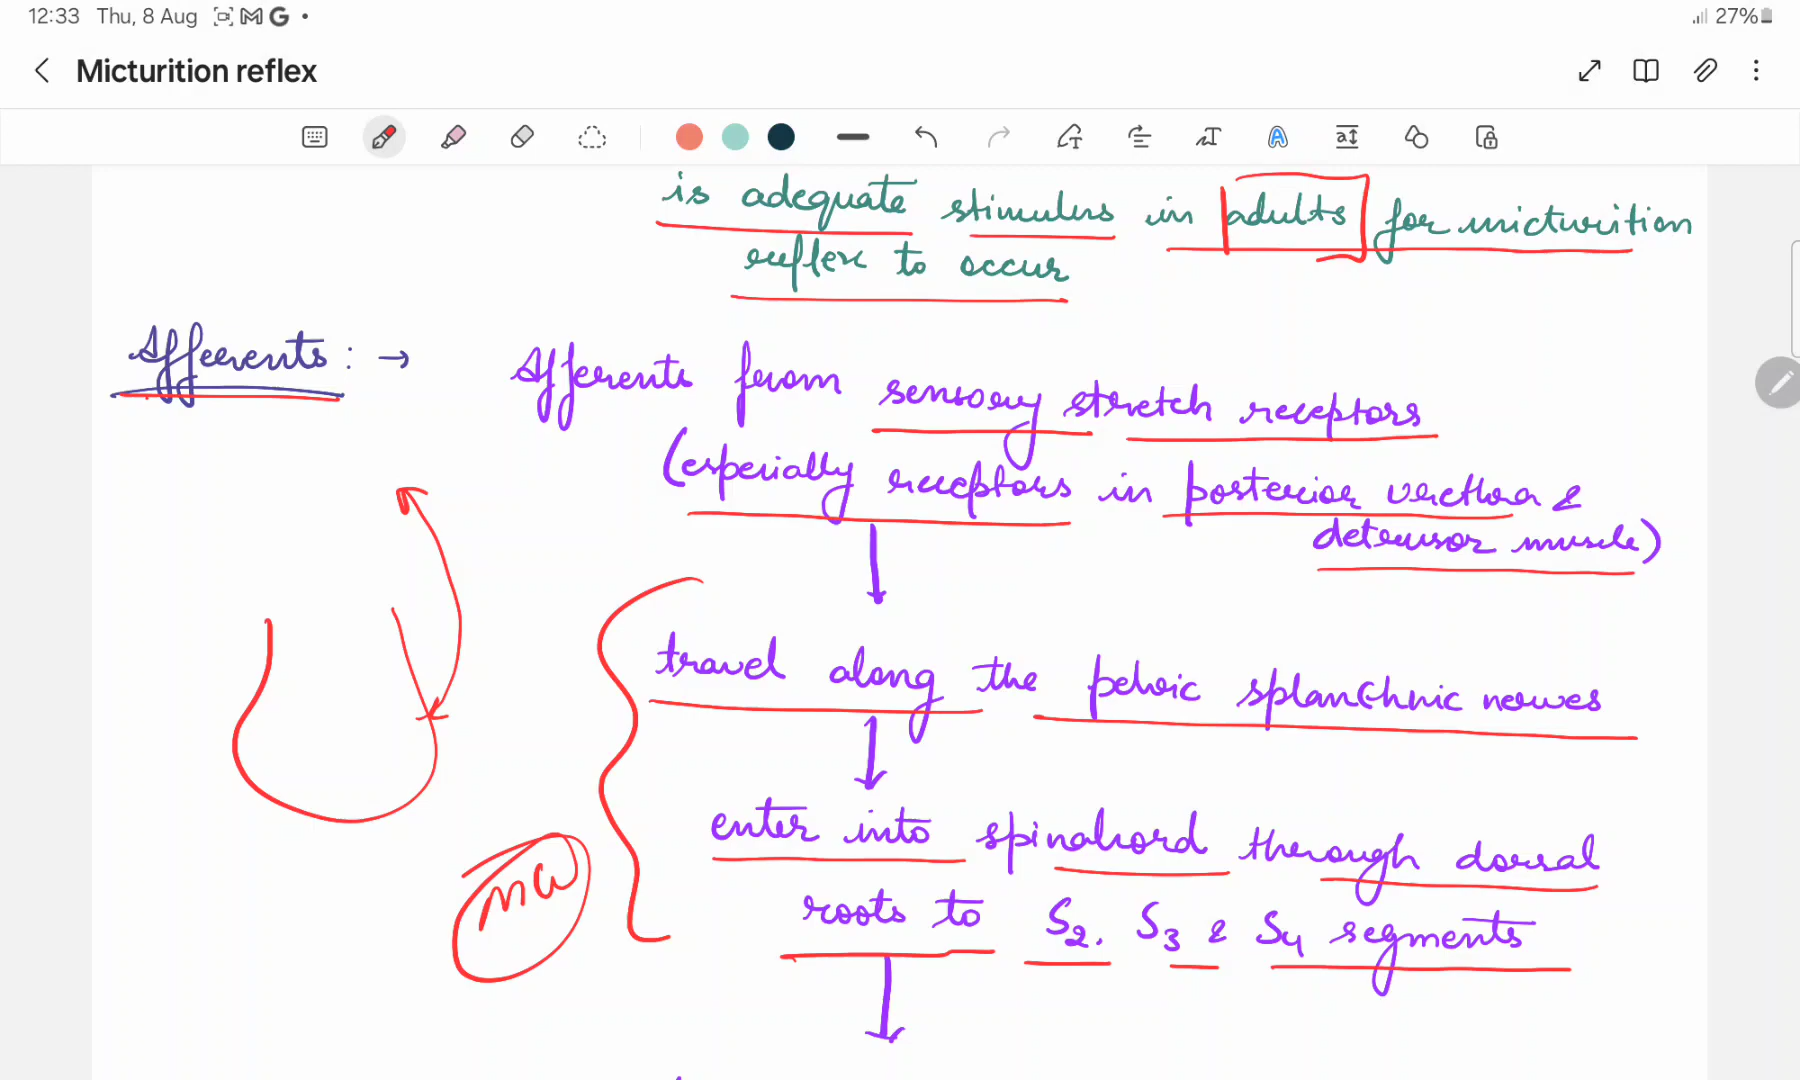 12:33 Thu, 8 Aug 27%
Micturition reflex
is adequate stimulus in adults for micturition
reflex to occur
Afferents : →
Afferents from sensory stretch receptors
(especially receptors in posterior urethra &
detrusor muscle)
travel along the pelvic splanchnic nerves
enter into spinal cord through dorsal
roots to S2, S3 & S4 segments